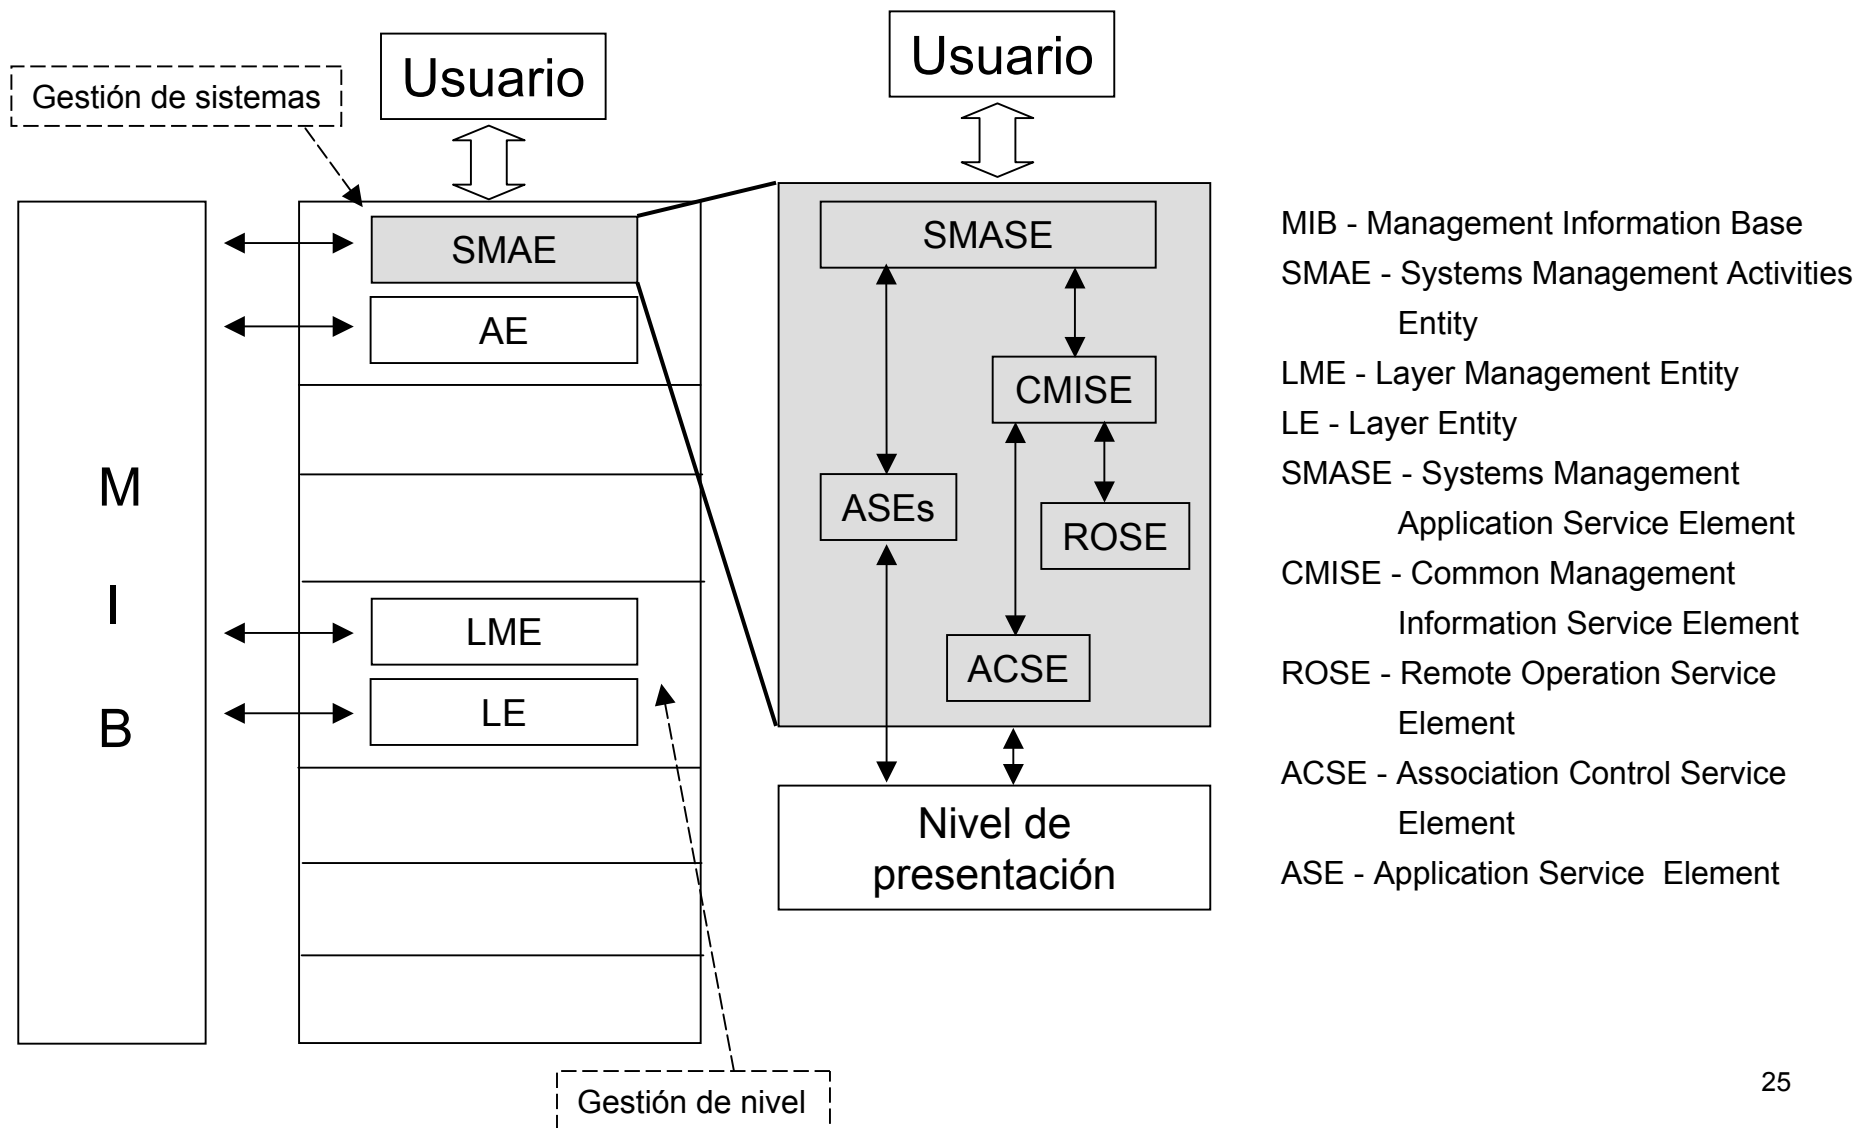 Usuario
Usuario
Gestión de sistemas
SMAE
AE
LME
LE
M
I
B
SMASE
CMISE
ASEs
ROSE
ACSE
Nivel de
presentación
Gestión de nivel
MIB - Management Information Base
SMAE - Systems Management Activities
Entity
LME - Layer Management Entity
LE - Layer Entity
SMASE - Systems Management
Application Service Element
CMISE - Common Management
Information Service Element
ROSE - Remote Operation Service
Element
ACSE - Association Control Service
Element
ASE - Application Service  Element
25